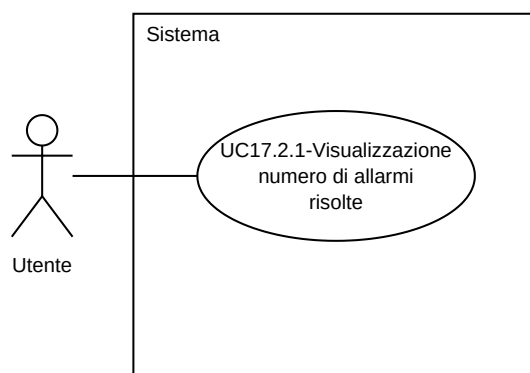 Sistema
UC17.2.1-Visualizzazione
numero di allarmi
risolte
Utente